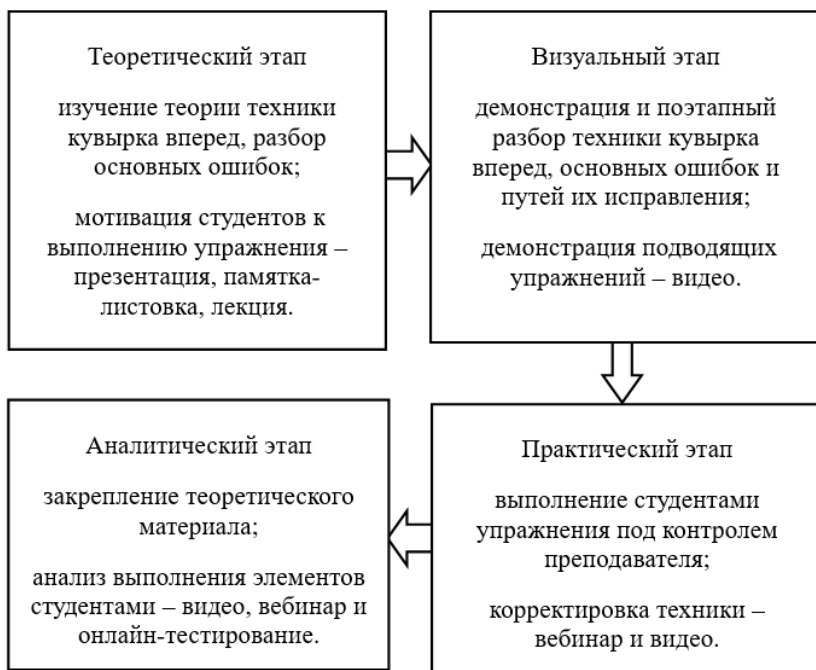 Теоретический этап
изучение теории техники
кувырка вперед, разбор
основных ошибок;
мотивация студентов к
выполнению упражнения –
презентация, памятка-
листовка, лекция.
Визуальный этап
демонстрация и поэтапный
разбор техники кувырка
вперед, основных ошибок и
путей их исправления;
демонстрация подводящих
упражнений – видео.
Практический этап
выполнение студентами
упражнения под контролем
преподавателя;
корректировка техники –
вебинар и видео.
Аналитический этап
закрепление теоретического
материала;
анализ выполнения элементов
студентами – видео, вебинар и
онлайн-тестирование.